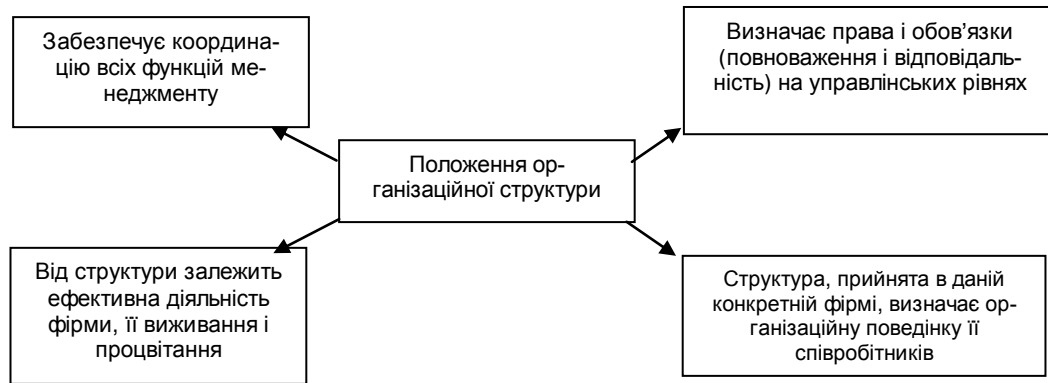 Забезпечує координа-
цію всіх функцій ме-
неджменту
Визначає права і обов’язки
(повноваження і відповідаль-
ність) на управлінських рівнях
Положення ор-
ганізаційної структури
Від структури залежить
ефективна діяльність
фірми, її виживання і
процвітання
Структура, прийнята в даній
конкретній фірмі, визначає ор-
ганізаційну поведінку її
співробітників